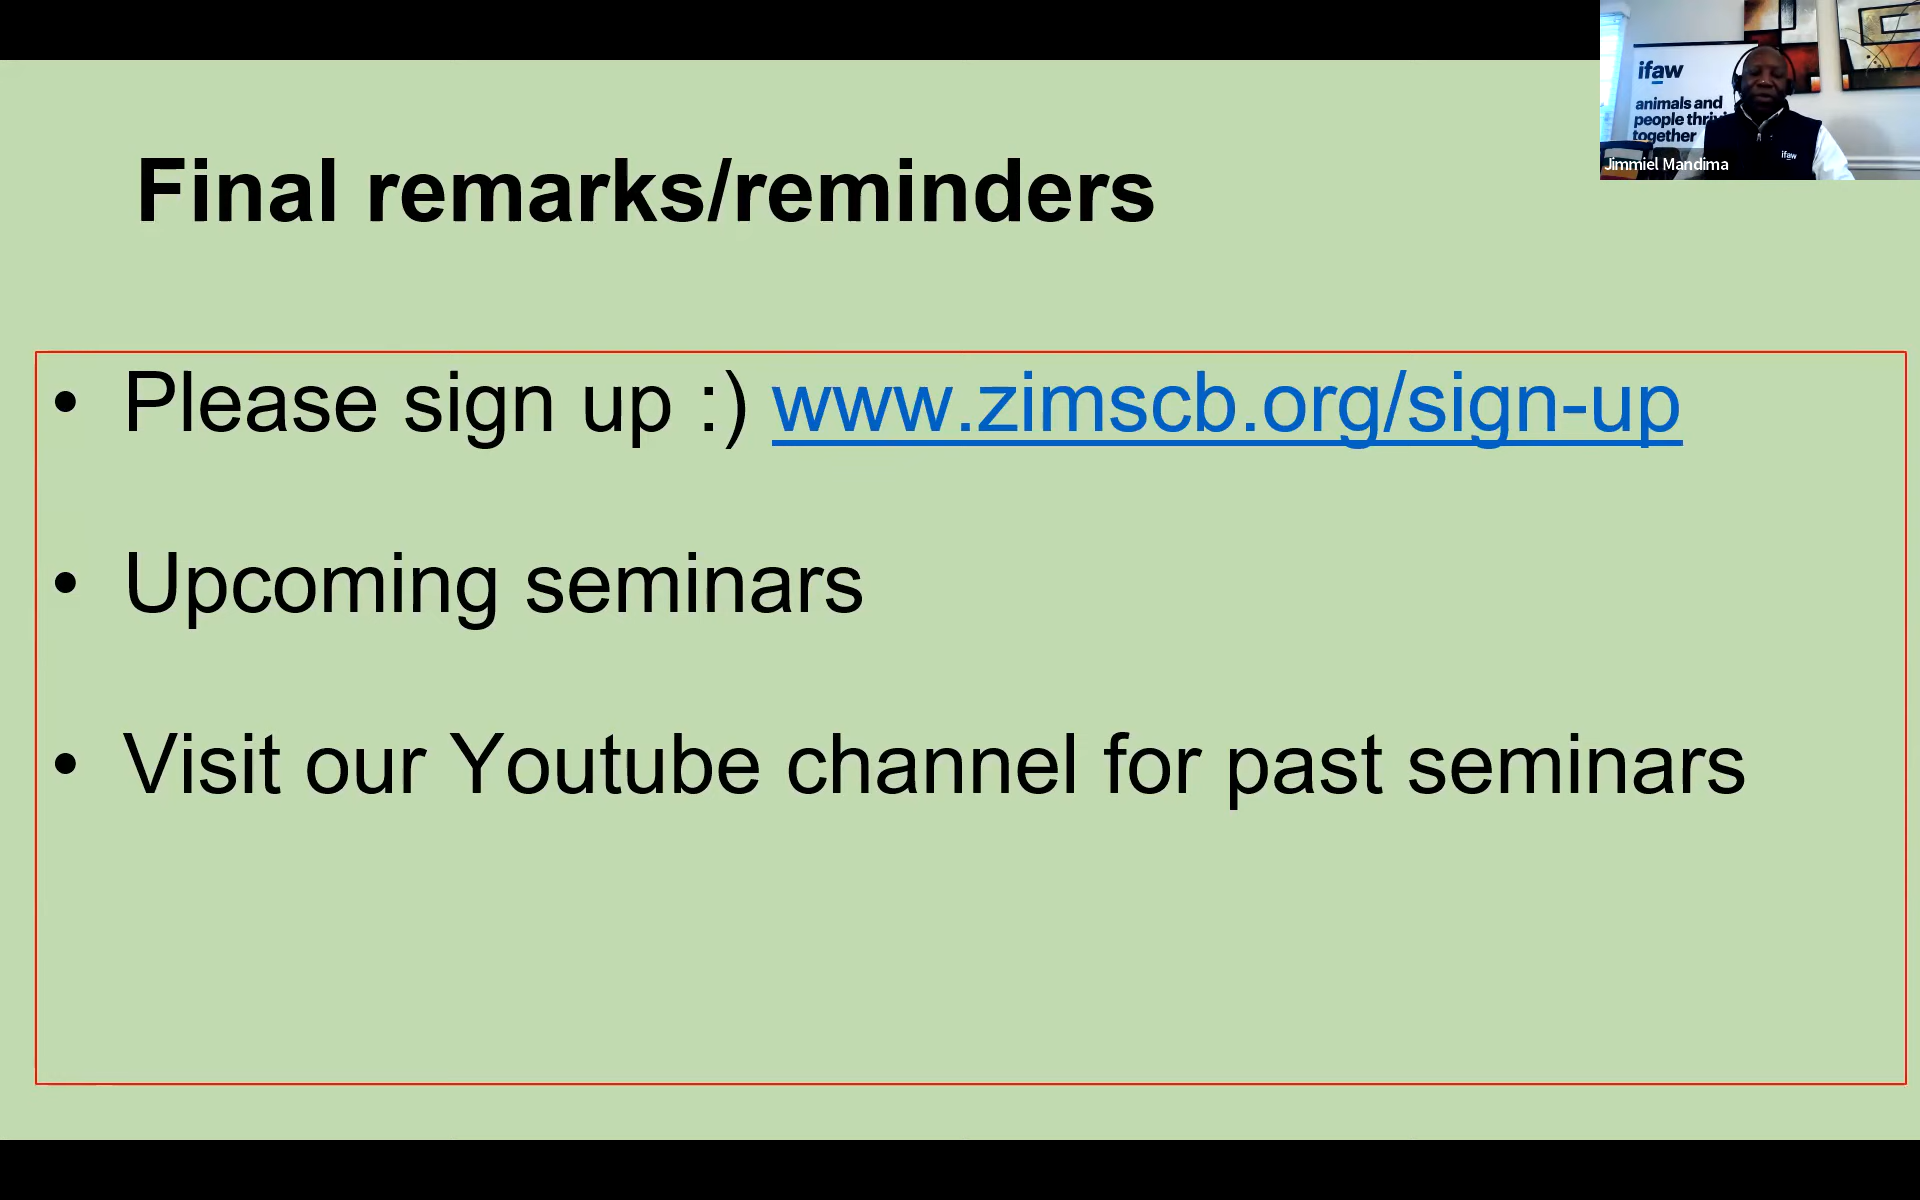 Final remarks/reminders
• Please sign up :) www.zimscb.org/sign-up
• Upcoming seminars
• Visit our Youtube channel for past seminars
ifaw
animals and
people thrivi
together
ifaw
Jimmiel Mandima